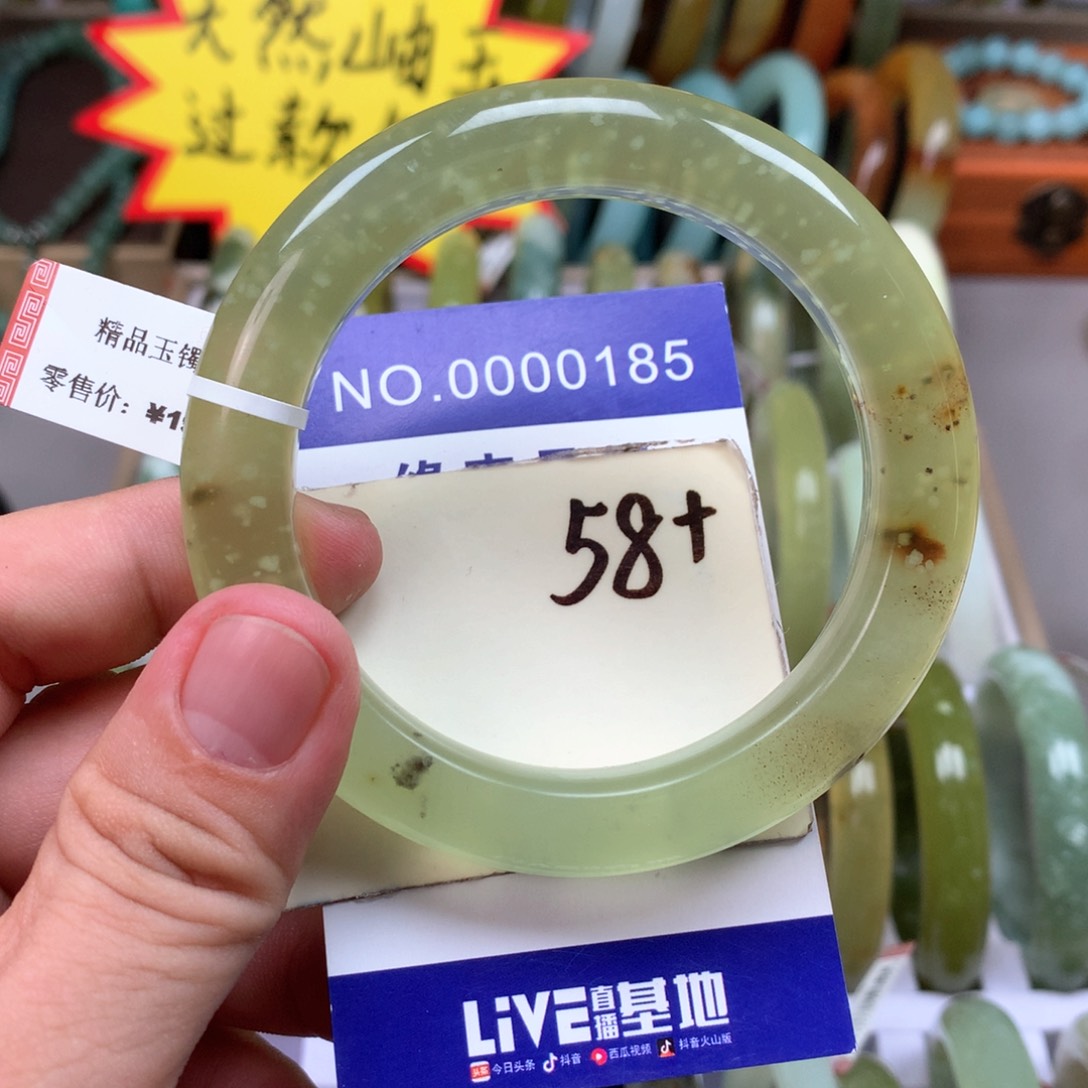 天然岫玉
过款
精品玉镯
零售价：¥1
NO.0000185
58+
LiVE直播基地
头条 今日头条 抖音 西瓜视频 抖音火山版